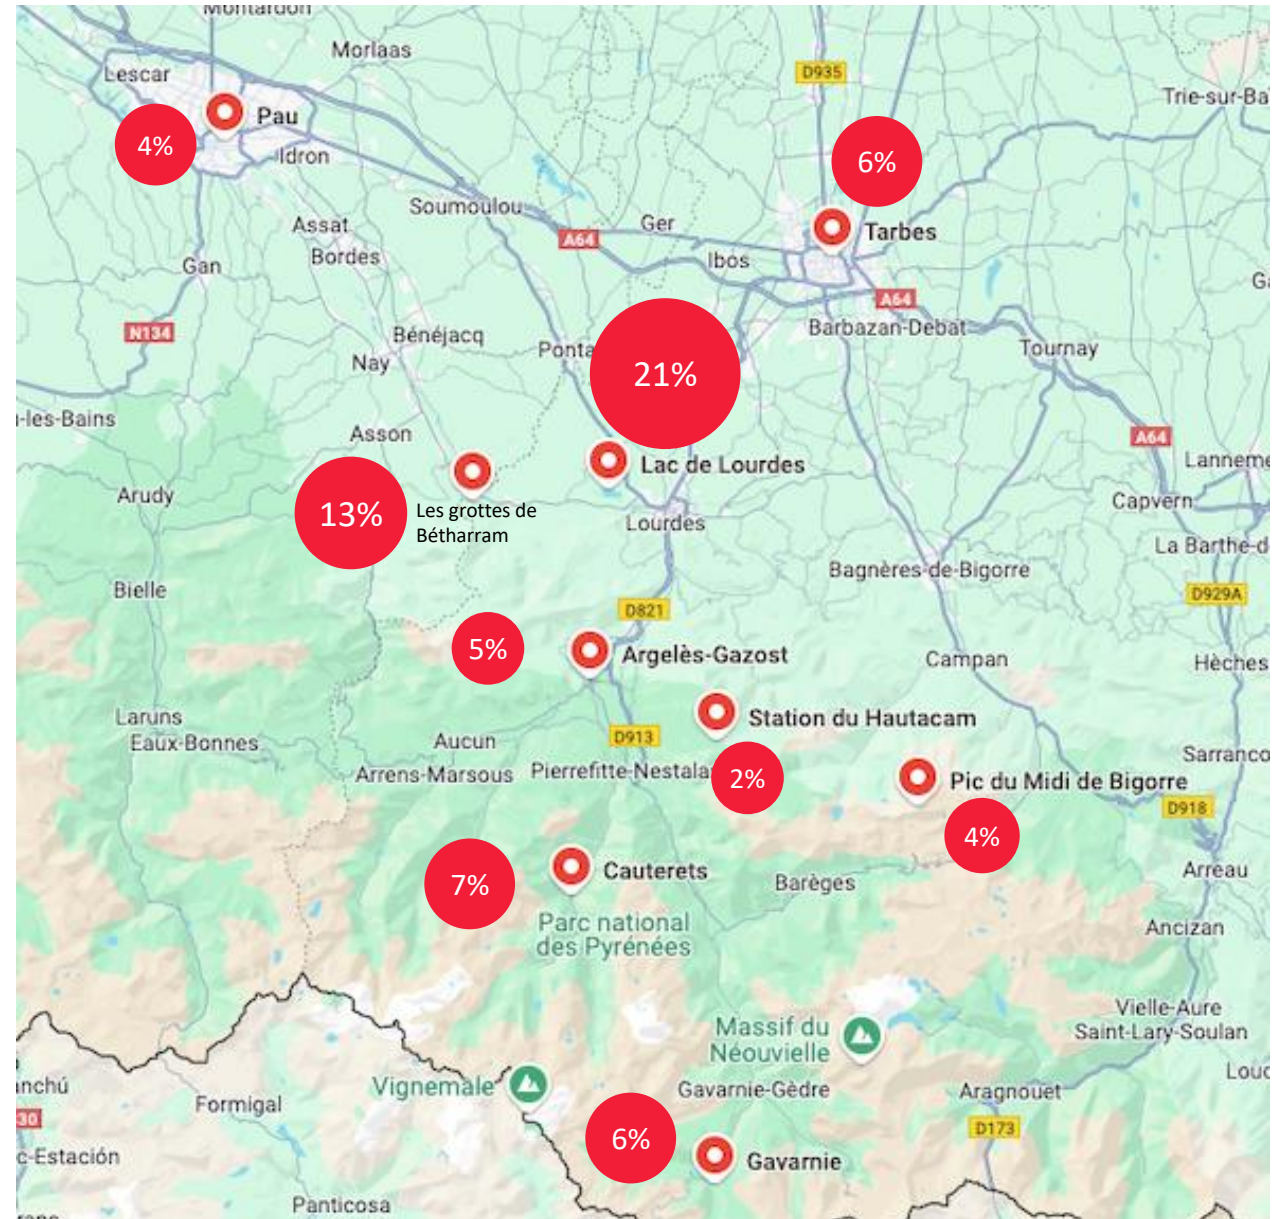 Montardon
Morlaas
Lescar
D935
Trie-sur-Ba
Pau
4%
6%
Idron
Soumoulou
Assat
Ger
Tarbes
A64
Bordes
Ibos
Gan
A64
N134
Bénéjacq
Barbazan-Debat
Ponta
Tournay
Nay
21%
-les-Bains
Asson
A64
Lac de Lourdes
Lanneme
Arudy
Capvern
13%
Les grottes de
Bétharram
Lourdes
La Barthe-d
Bagnères-de-Bigorre
Bielle
D929A
D821
5%
Argelès-Gazost
Campan
Hèches
Laruns
Station du Hautacam
Eaux-Bonnes
Aucun
D913
Sarranco
Arrens-Marsous
Pierrefitte-Nestala
2%
Pic du Midi de Bigorre
D918
4%
Cauterets
7%
Barèges
Arreau
Parc national
des Pyrénées
Ancizan
Vielle-Aure
Saint-Lary-Soulan
Massif du
Néouvielle
Vignemale
Gavarnie-Gèdre
Aragnouet
anchú
Formigal
30
D173
6%
c-Estación
Gavarnie
Panticosa